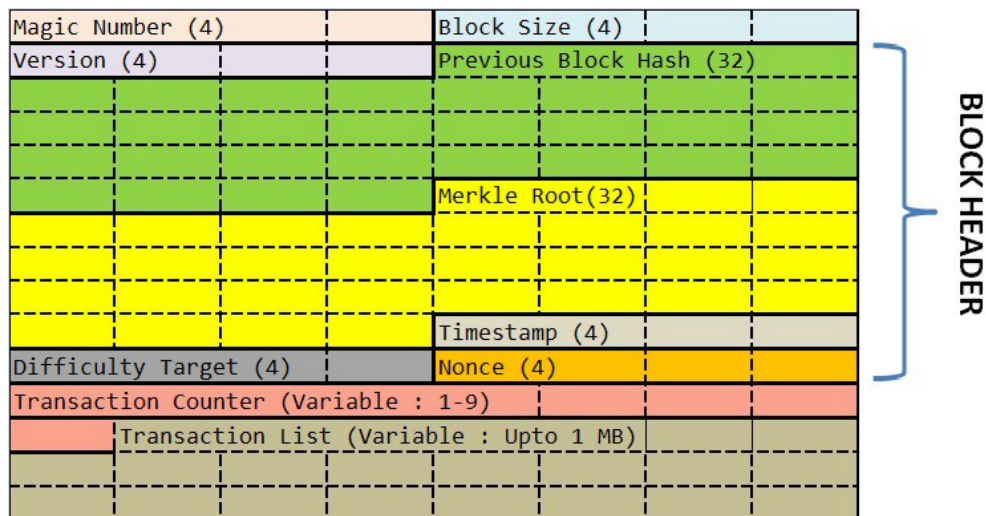 Magic Number (4)
Block Size (4)
Version (4)
Previous Block Hash (32)
Merkle Root(32)
Timestamp (4)
Difficulty Target (4)
Nonce (4)
Transaction Counter (Variable : 1-9)
Transaction List (Variable : Upto 1 MB)
BLOCK HEADER